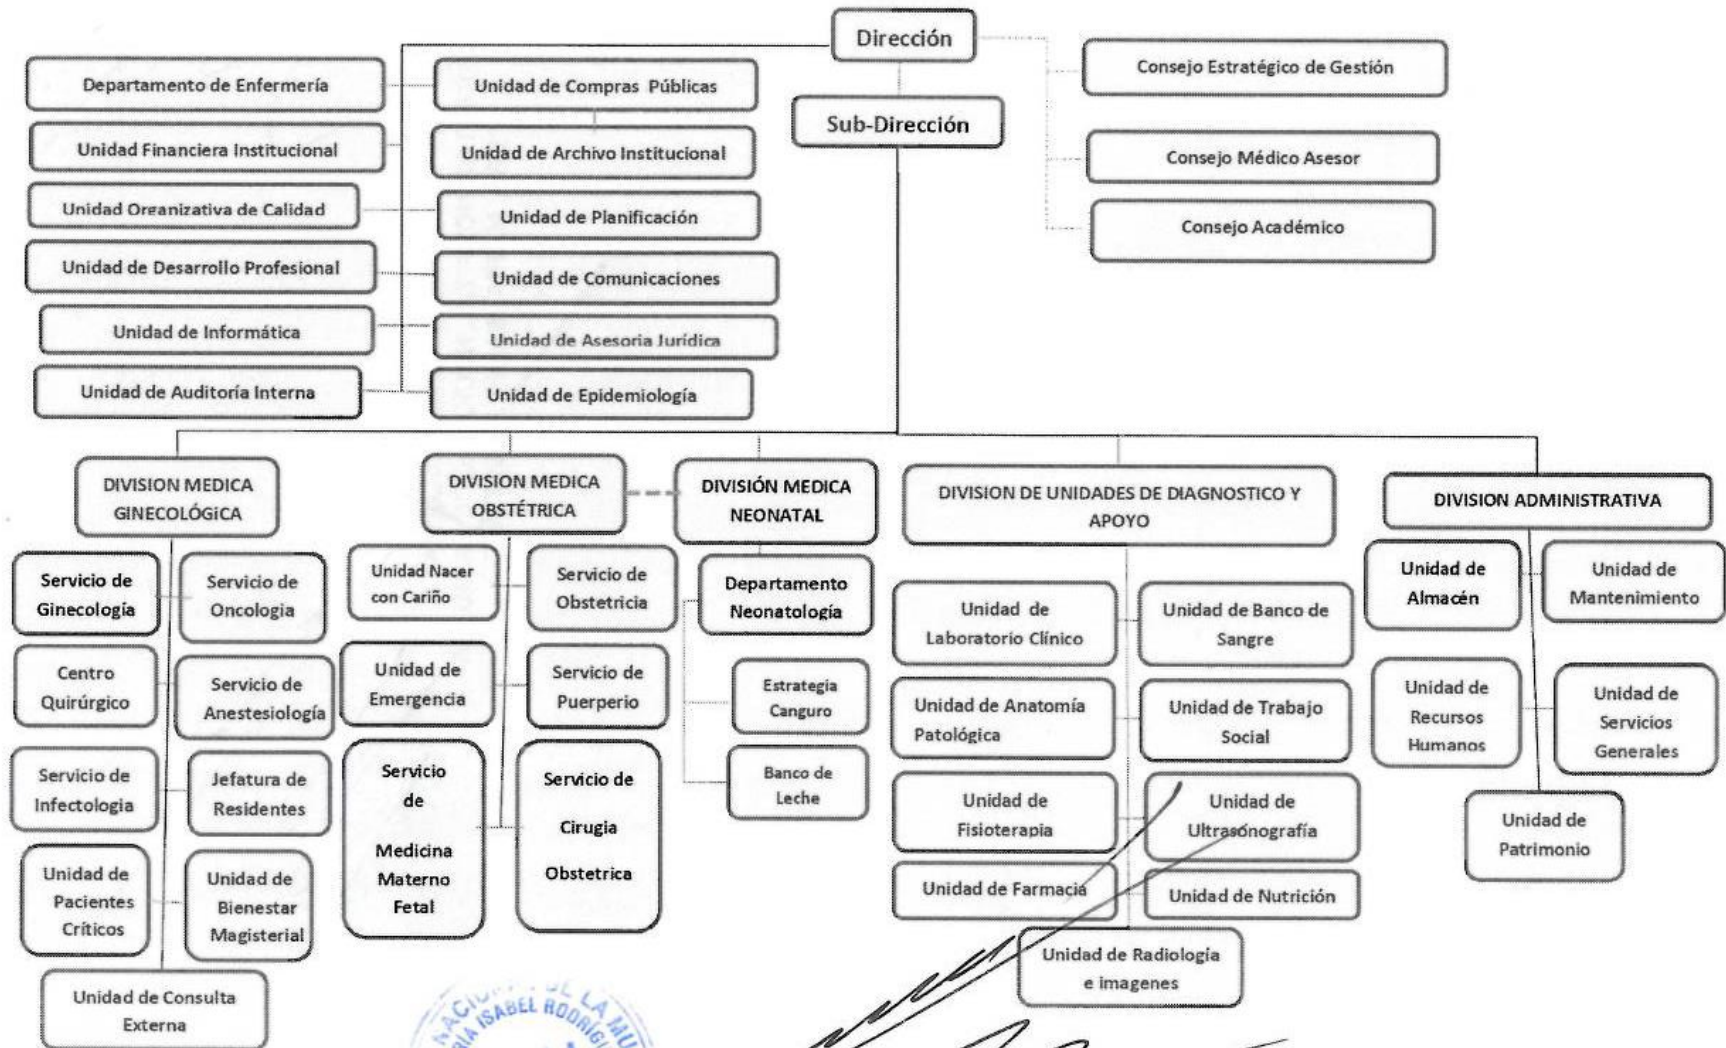 Dirección
Sub-Dirección
Consejo Estratégico de Gestión
Consejo Médico Asesor
Consejo Académico
Departamento de Enfermería
Unidad de Compras Públicas
Unidad Financiera Institucional
Unidad de Archivo Institucional
Unidad Organizativa de Calidad
Unidad de Planificación
Unidad de Desarrollo Profesional
Unidad de Comunicaciones
Unidad de Informática
Unidad de Asesoria Jurídica
Unidad de Auditoría Interna
Unidad de Epidemiología
DIVISION MEDICA
GINECOLÓGICA
Servicio de
Ginecología
Servicio de
Oncologia
Centro
Quirúrgico
Servicio de
Anestesiología
Servicio de
Infectologia
Jefatura de
Residentes
Unidad de
Pacientes
Críticos
Unidad de
Bienestar
Magisterial
Unidad de Consulta
Externa
DIVISION MEDICA
OBSTÉTRICA
Unidad Nacer
con Cariño
Servicio de
Obstetricia
Unidad de
Emergencia
Servicio de
Puerperio
Servicio
de
Medicina
Materno
Fetal
Servicio de
Cirugia
Obstetrica
DIVISIÓN MEDICA
NEONATAL
Departamento
Neonatología
Estrategia
Canguro
Banco de
Leche
DIVISION DE UNIDADES DE DIAGNOSTICO Y
APOYO
Unidad de
Laboratorio Clínico
Unidad de Banco de
Sangre
Unidad de Anatomía
Patológica
Unidad de Trabajo
Social
Unidad de
Fisioterapia
Unidad de
Ultrasonografía
Unidad de Farmacia
Unidad de Nutrición
Unidad de Radiología
e imagenes
DIVISION ADMINISTRATIVA
Unidad de
Almacén
Unidad de
Mantenimiento
Unidad de
Recursos
Humanos
Unidad de
Servicios
Generales
Unidad de
Patrimonio
DE LA
ISABEL